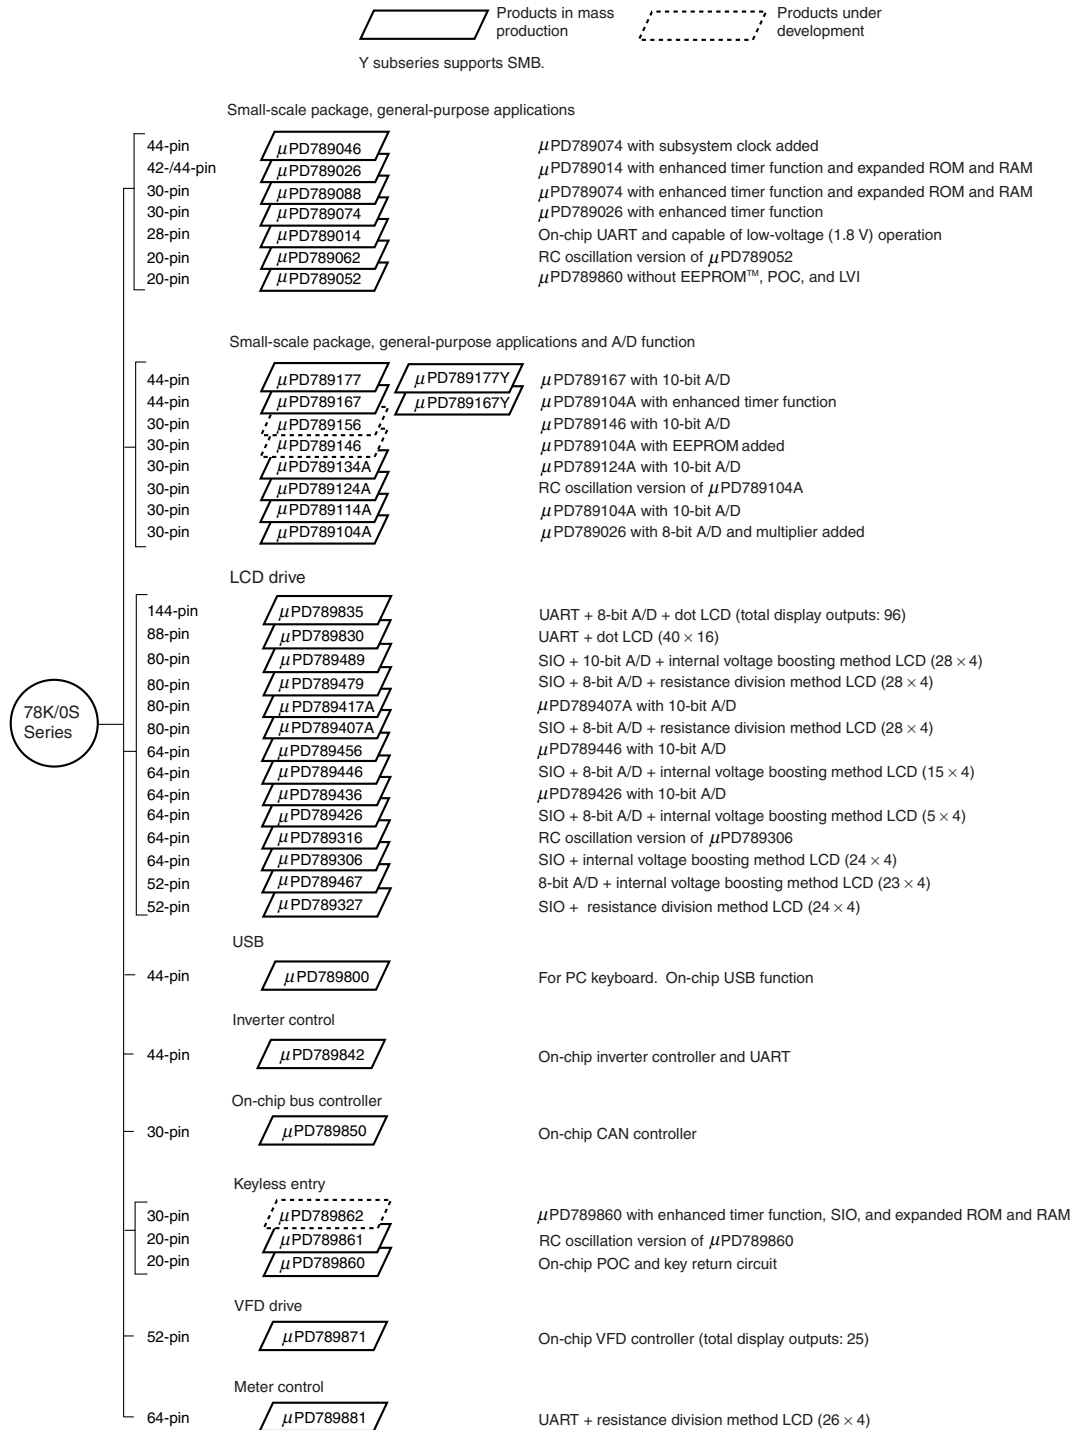 Products in mass production
Products under development
Y subseries supports SMB.
Small-scale package, general-purpose applications
44-pin μPD789046 μPD789074 with subsystem clock added
42-/44-pin μPD789026 μPD789014 with enhanced timer function and expanded ROM and RAM
30-pin μPD789088 μPD789074 with enhanced timer function and expanded ROM and RAM
30-pin μPD789074 μPD789026 with enhanced timer function
28-pin μPD789014 On-chip UART and capable of low-voltage (1.8 V) operation
20-pin μPD789062 RC oscillation version of μPD789052
20-pin μPD789052 μPD789860 without EEPROM™, POC, and LVI
Small-scale package, general-purpose applications and A/D function
44-pin μPD789177 μPD789177Y μPD789167 with 10-bit A/D
44-pin μPD789167 μPD789167Y μPD789104A with enhanced timer function
30-pin μPD789156 μPD789146 with 10-bit A/D
30-pin μPD789146 μPD789104A with EEPROM added
30-pin μPD789134A μPD789124A with 10-bit A/D
30-pin μPD789124A RC oscillation version of μPD789104A
30-pin μPD789114A μPD789104A with 10-bit A/D
30-pin μPD789104A μPD789026 with 8-bit A/D and multiplier added
LCD drive
144-pin μPD789835 UART + 8-bit A/D + dot LCD (total display outputs: 96)
88-pin μPD789830 UART + dot LCD (40 × 16)
80-pin μPD789489 SIO + 10-bit A/D + internal voltage boosting method LCD (28 × 4)
80-pin μPD789479 SIO + 8-bit A/D + resistance division method LCD (28 × 4)
80-pin μPD789417A μPD789407A with 10-bit A/D
80-pin μPD789407A SIO + 8-bit A/D + resistance division method LCD (28 × 4)
64-pin μPD789456 μPD789446 with 10-bit A/D
64-pin μPD789446 SIO + 8-bit A/D + internal voltage boosting method LCD (15 × 4)
64-pin μPD789436 μPD789426 with 10-bit A/D
64-pin μPD789426 SIO + 8-bit A/D + internal voltage boosting method LCD (5 × 4)
64-pin μPD789316 RC oscillation version of μPD789306
64-pin μPD789306 SIO + internal voltage boosting method LCD (24 × 4)
52-pin μPD789467 8-bit A/D + internal voltage boosting method LCD (23 × 4)
52-pin μPD789327 SIO + resistance division method LCD (24 × 4)
78K/0S
Series
USB
44-pin μPD789800 For PC keyboard. On-chip USB function
Inverter control
44-pin μPD789842 On-chip inverter controller and UART
On-chip bus controller
30-pin μPD789850 On-chip CAN controller
Keyless entry
30-pin μPD789862 μPD789860 with enhanced timer function, SIO, and expanded ROM and RAM
20-pin μPD789861 RC oscillation version of μPD789860
20-pin μPD789860 On-chip POC and key return circuit
VFD drive
52-pin μPD789871 On-chip VFD controller (total display outputs: 25)
Meter control
64-pin μPD789881 UART + resistance division method LCD (26 × 4)